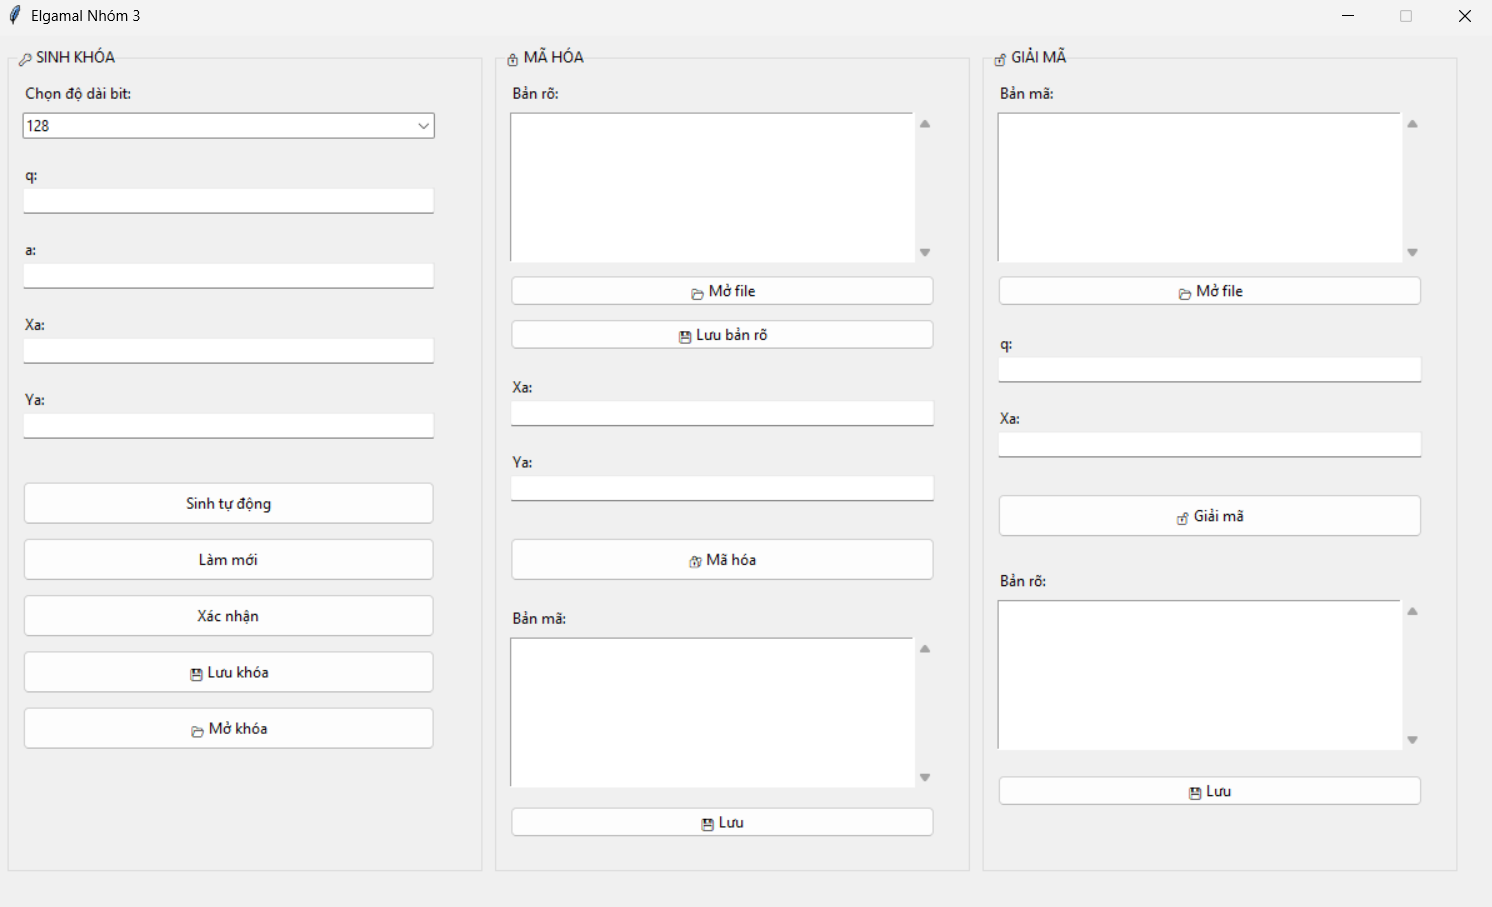 Elgamal Nhóm 3
SINH KHÓA
Chọn độ dài bit:
128
q:
a:
Xa:
Ya:
Sinh tự động
Làm mới
Xác nhận
Lưu khóa
Mở khóa
MÃ HÓA
Bản rõ:
Mở file
Lưu bản rõ
Xa:
Ya:
Mã hóa
Bản mã:
Lưu
GIẢI MÃ
Bản mã:
Mở file
q:
Xa:
Giải mã
Bản rõ:
Lưu